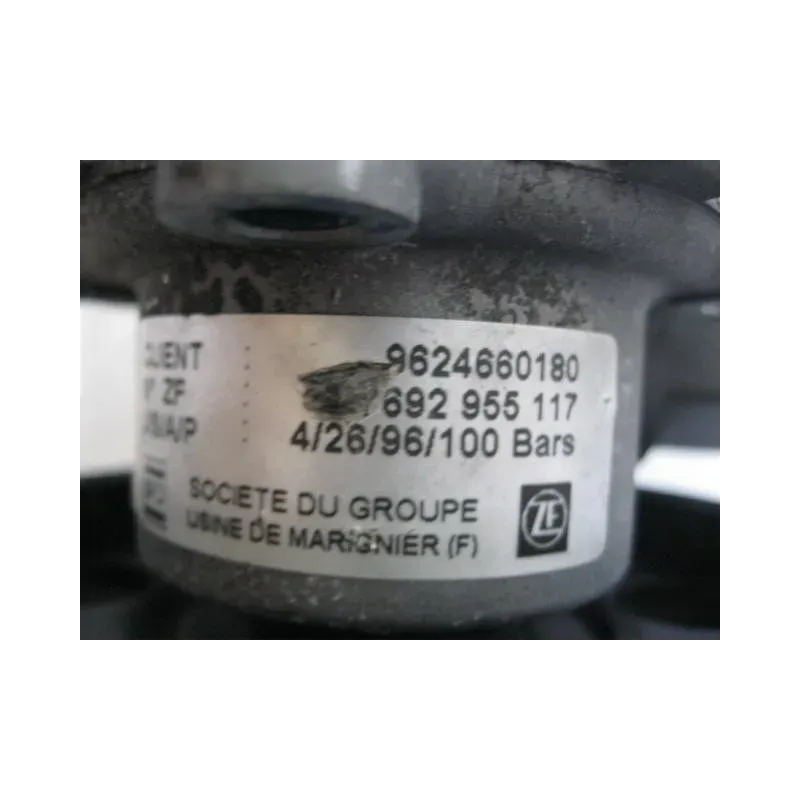 CLIENT : 9624660180
N° ZF : 692 955 117
/A/P : 4/26/96/100 Bars
SOCIETE DU GROUPE
USINE DE MARIGNIER (F)
ZF